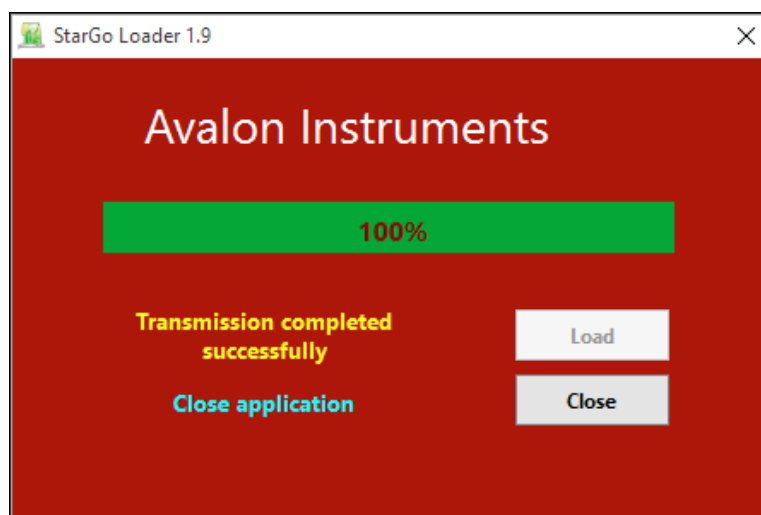 StarGo Loader 1.9
Avalon Instruments
100%
Transmission completed
successfully
Load
Close application
Close